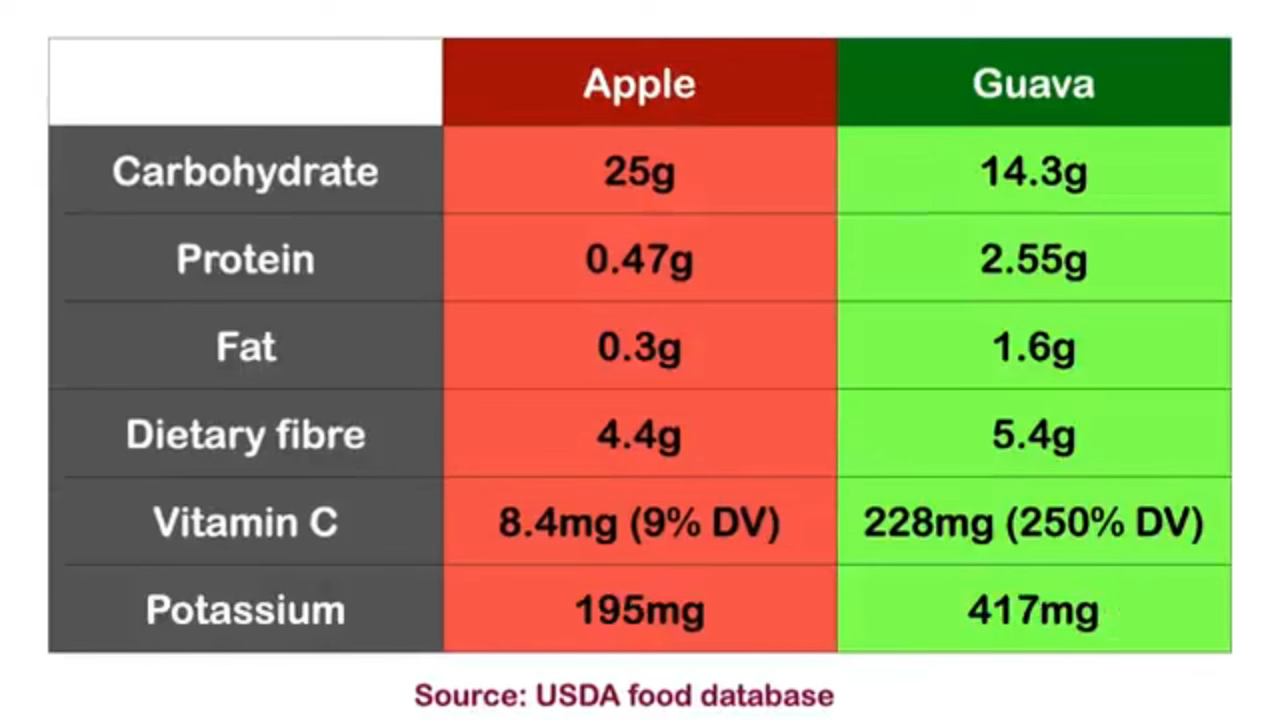 Apple Guava
Carbohydrate 25g 14.3g
Protein 0.47g 2.55g
Fat 0.3g 1.6g
Dietary fibre 4.4g 5.4g
Vitamin C 8.4mg (9% DV) 228mg (250% DV)
Potassium 195mg 417mg
Source: USDA food database